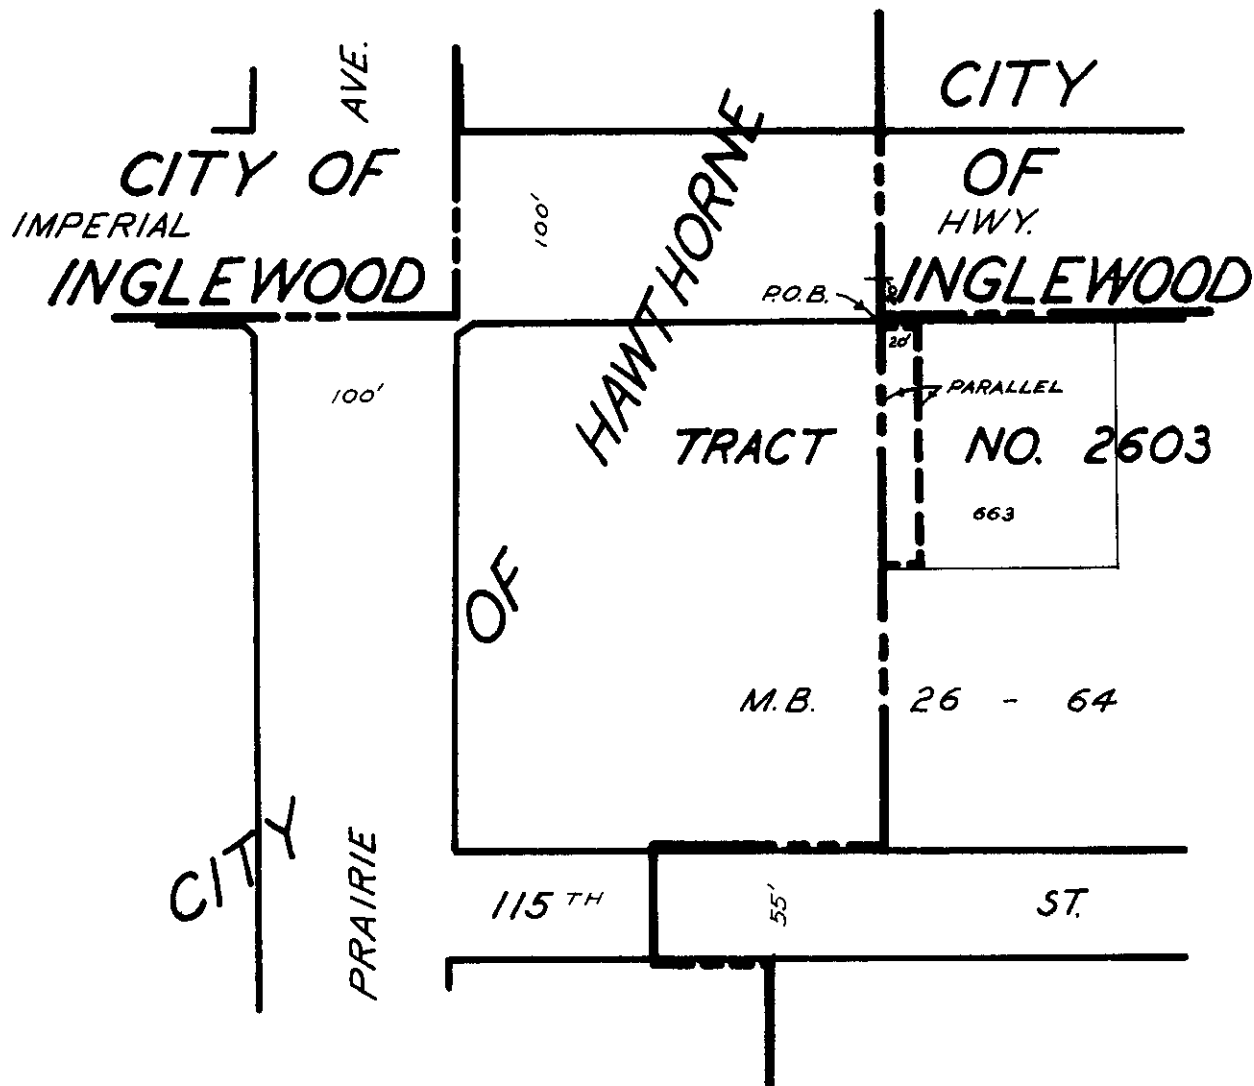 AVE.
CITY
CITY OF
OF
IMPERIAL
HWY.
100'
INGLEWOOD
INGLEWOOD
P.O.B.
20'
HAWTHORNE
100'
PARALLEL
TRACT NO. 2603
663
OF
M.B. 26 - 64
CITY
PRAIRIE
115TH
55'
ST.